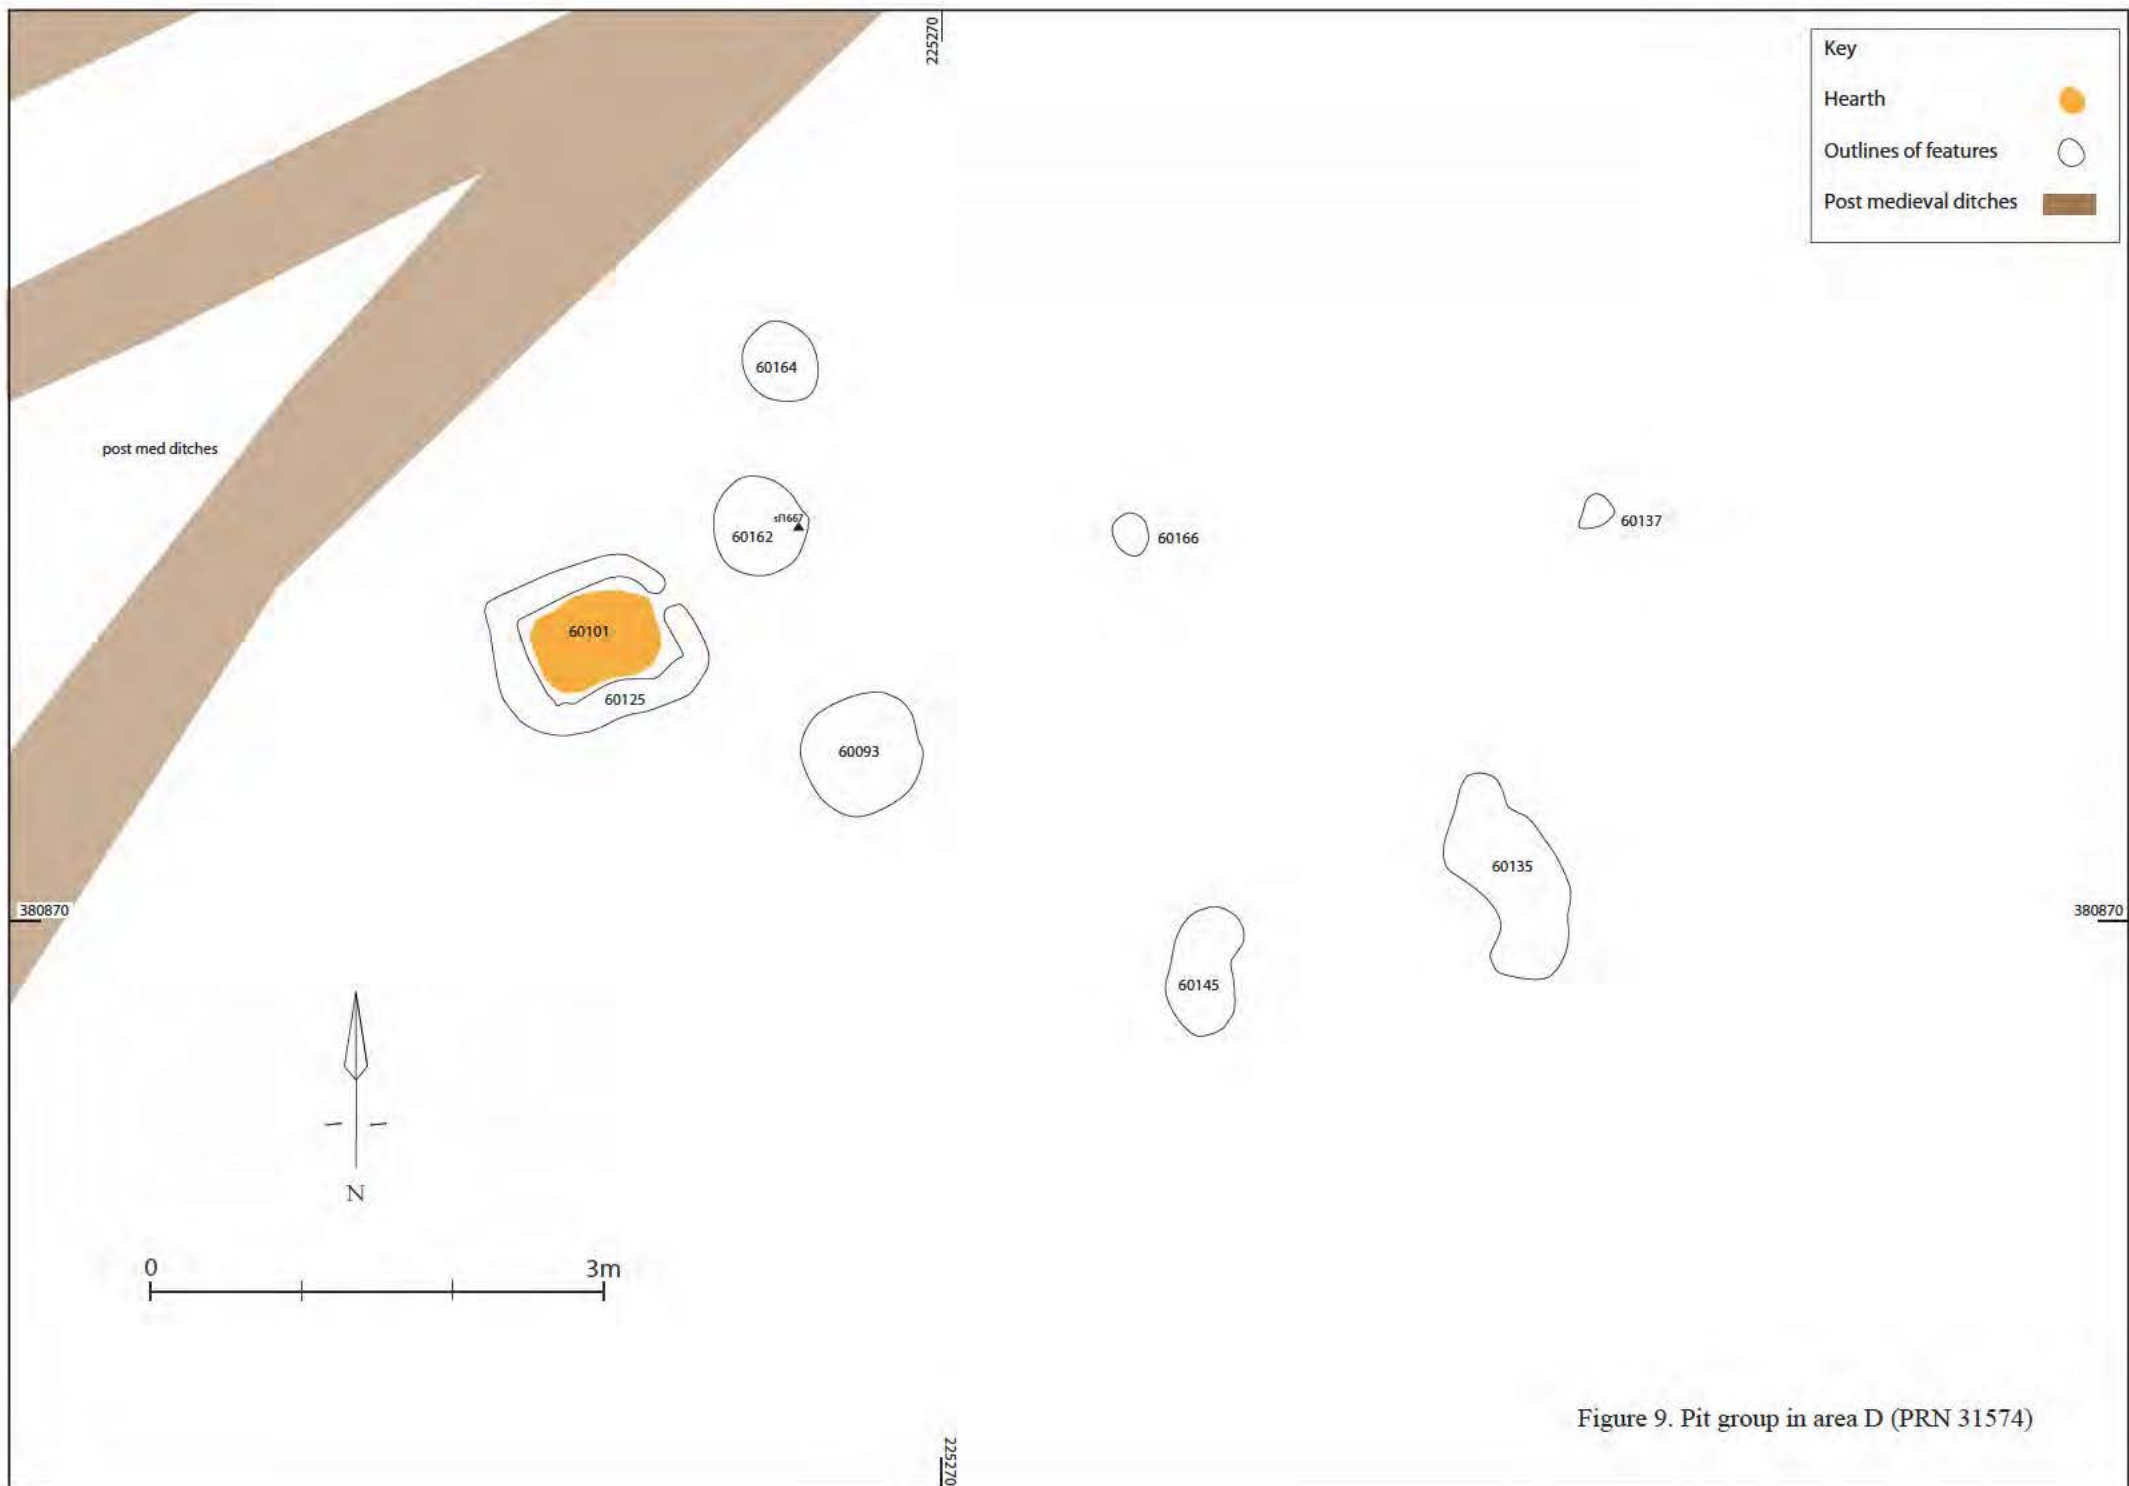 225270
Key
Hearth
Outlines of features
Post medieval ditches
60164
post med ditches
sf1667
60162
60166
60137
60101
60125
60093
60135
380870
380870
60145
N
0 3m
Figure 9. Pit group in area D (PRN 31574)
225270